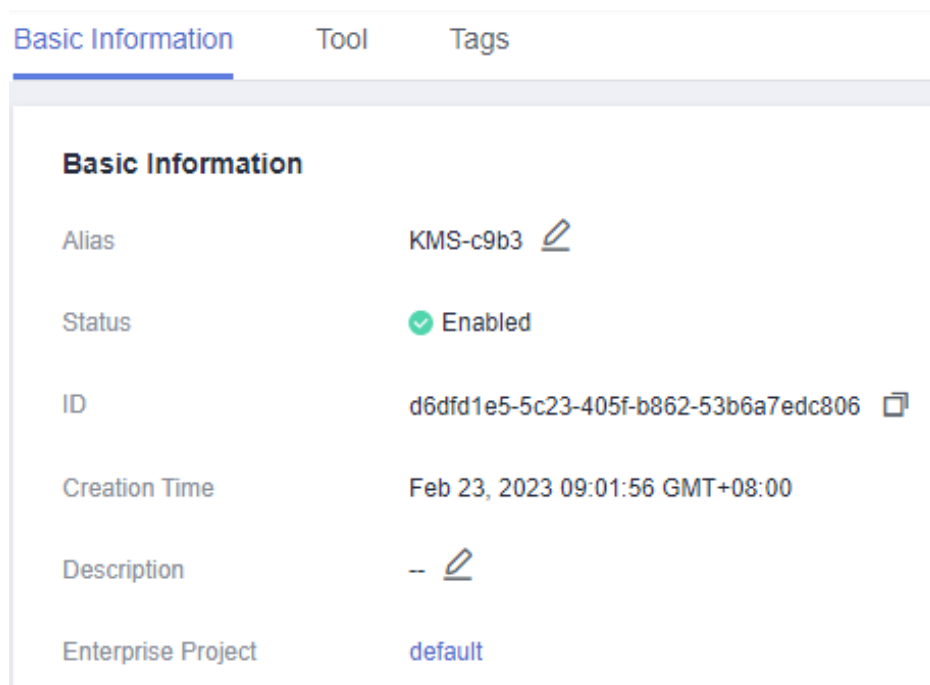 Basic Information Tool Tags
Basic Information
Alias KMS-c9b3
Status Enabled
ID d6dfd1e5-5c23-405f-b862-53b6a7edc806
Creation Time Feb 23, 2023 09:01:56 GMT+08:00
Description --
Enterprise Project default